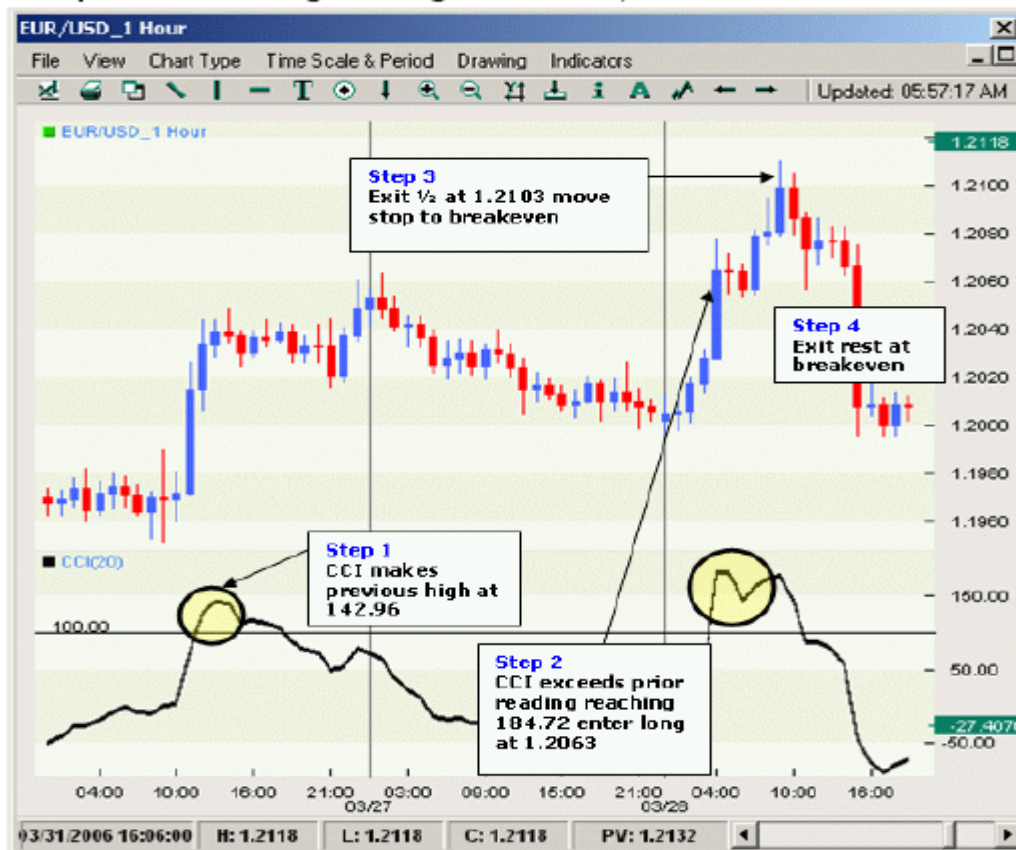 EUR/USD_1 Hour
File View Chart Type Time Scale & Period Drawing Indicators
T A Updated: 05:57:17 AM
EUR/USD_1 Hour
1.2118
1.2100
1.2080
1.2060
1.2040
1.2020
1.2000
1.1980
1.1960
Step 3
Exit ½ at 1.2103 move
stop to breakeven
Step 4
Exit rest at
breakeven
CCI(20)
Step 1
CCI makes
previous high at
142.96
100.00
150.00
50.00
-27.4076
-50.00
Step 2
CCI exceeds prior
reading reaching
184.72 enter long
at 1.2063
04:00 10:00 16:00 21:00 03:00 09:00 15:00 21:00 04:00 10:00 16:00
03/27 03/28
03/31/2006 16:06:00 H: 1.2118 L: 1.2118 C: 1.2118 PV: 1.2132